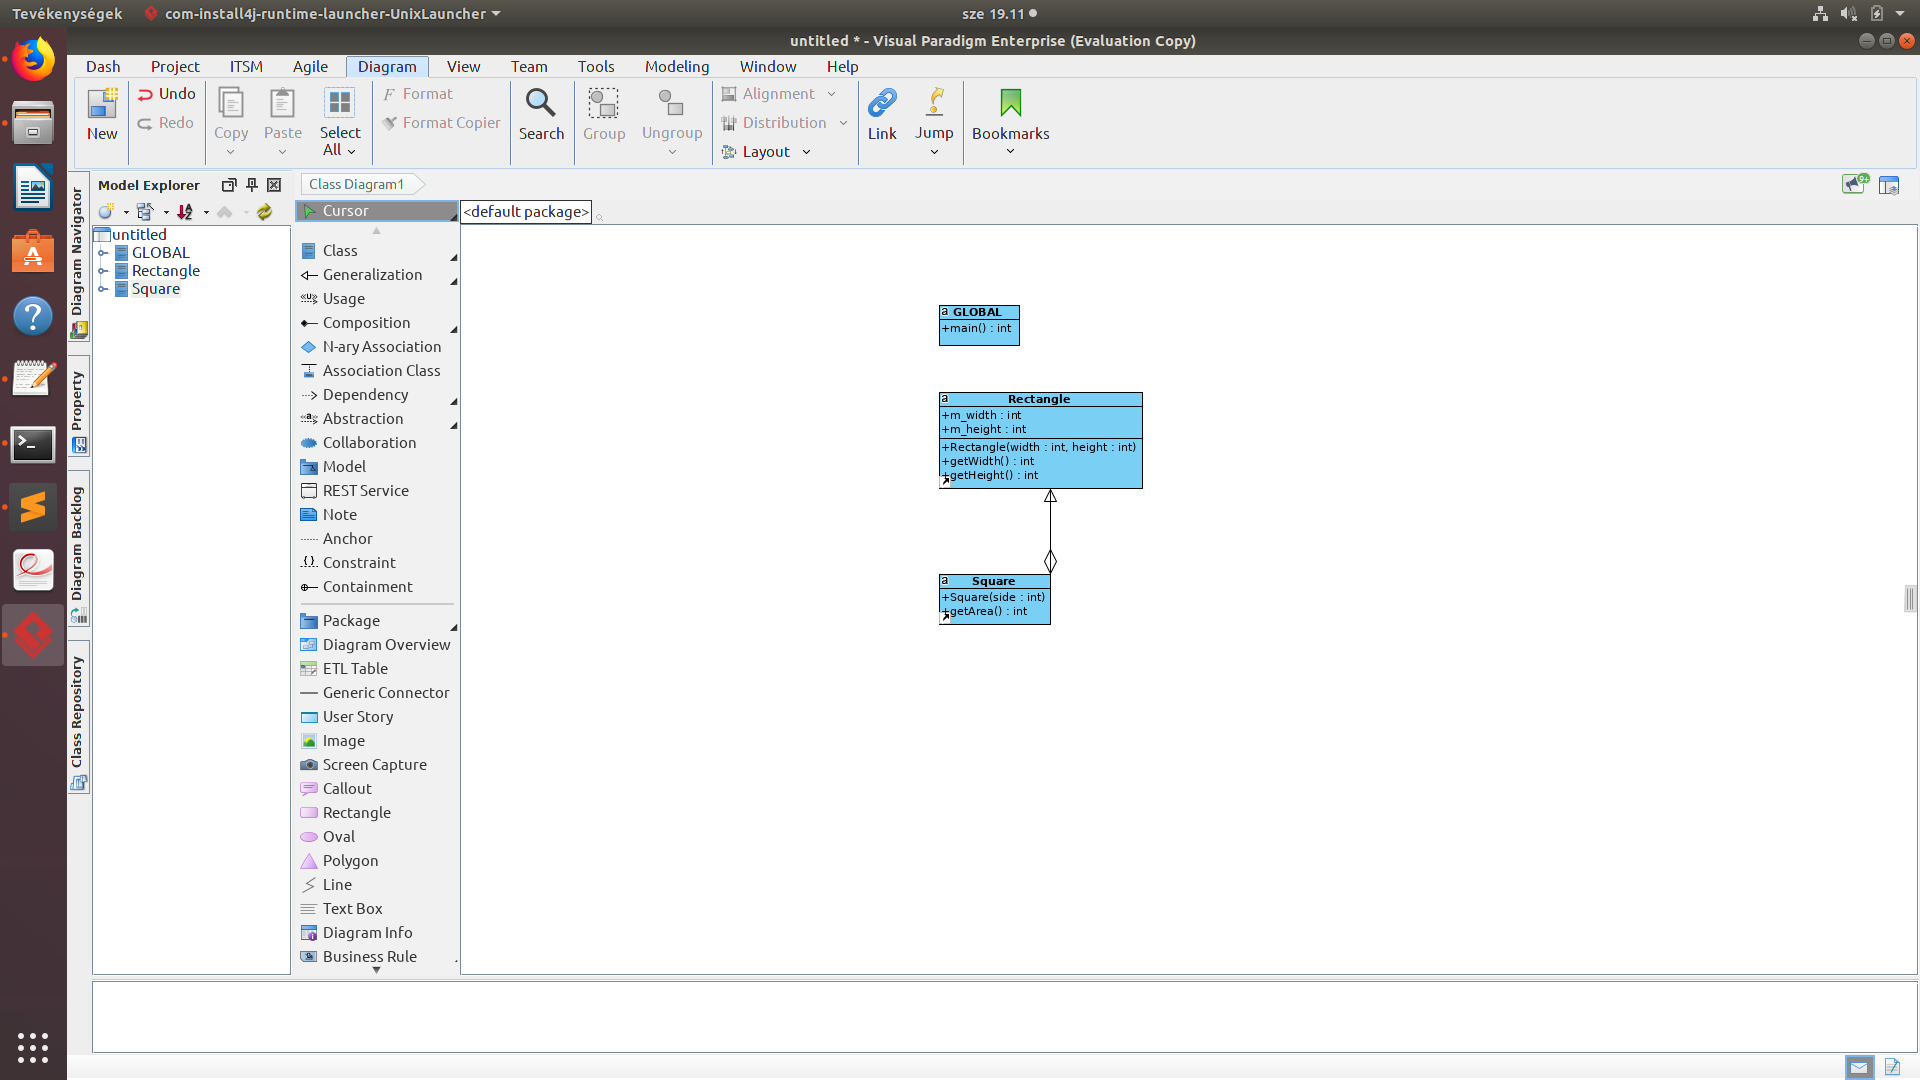 Tevékenységek
com-install4j-runtime-launcher-UnixLauncher
sze 19.11
untitled * - Visual Paradigm Enterprise (Evaluation Copy)
Dash Project ITSM Agile Diagram View Team Tools Modeling Window Help
New
Undo
Redo
Copy
Paste
Select
All
Format
Format Copier
Search
Group
Ungroup
Alignment
Distribution
Layout
Link
Jump
Bookmarks
Diagram Navigator
Property
Diagram Backlog
Class Repository
Model Explorer
untitled
GLOBAL
Rectangle
Square
Class Diagram1
Cursor
<default package>
Class
Generalization
Usage
Composition
N-ary Association
Association Class
Dependency
Abstraction
Collaboration
Model
REST Service
Note
Anchor
Constraint
Containment
Package
Diagram Overview
ETL Table
Generic Connector
User Story
Image
Screen Capture
Callout
Rectangle
Oval
Polygon
Line
Text Box
Diagram Info
Business Rule
a GLOBAL
+main() : int
a Rectangle
+m_width : int
+m_height : int
+Rectangle(width : int, height : int)
+getWidth() : int
+getHeight() : int
a Square
+Square(side : int)
+getArea() : int
9+